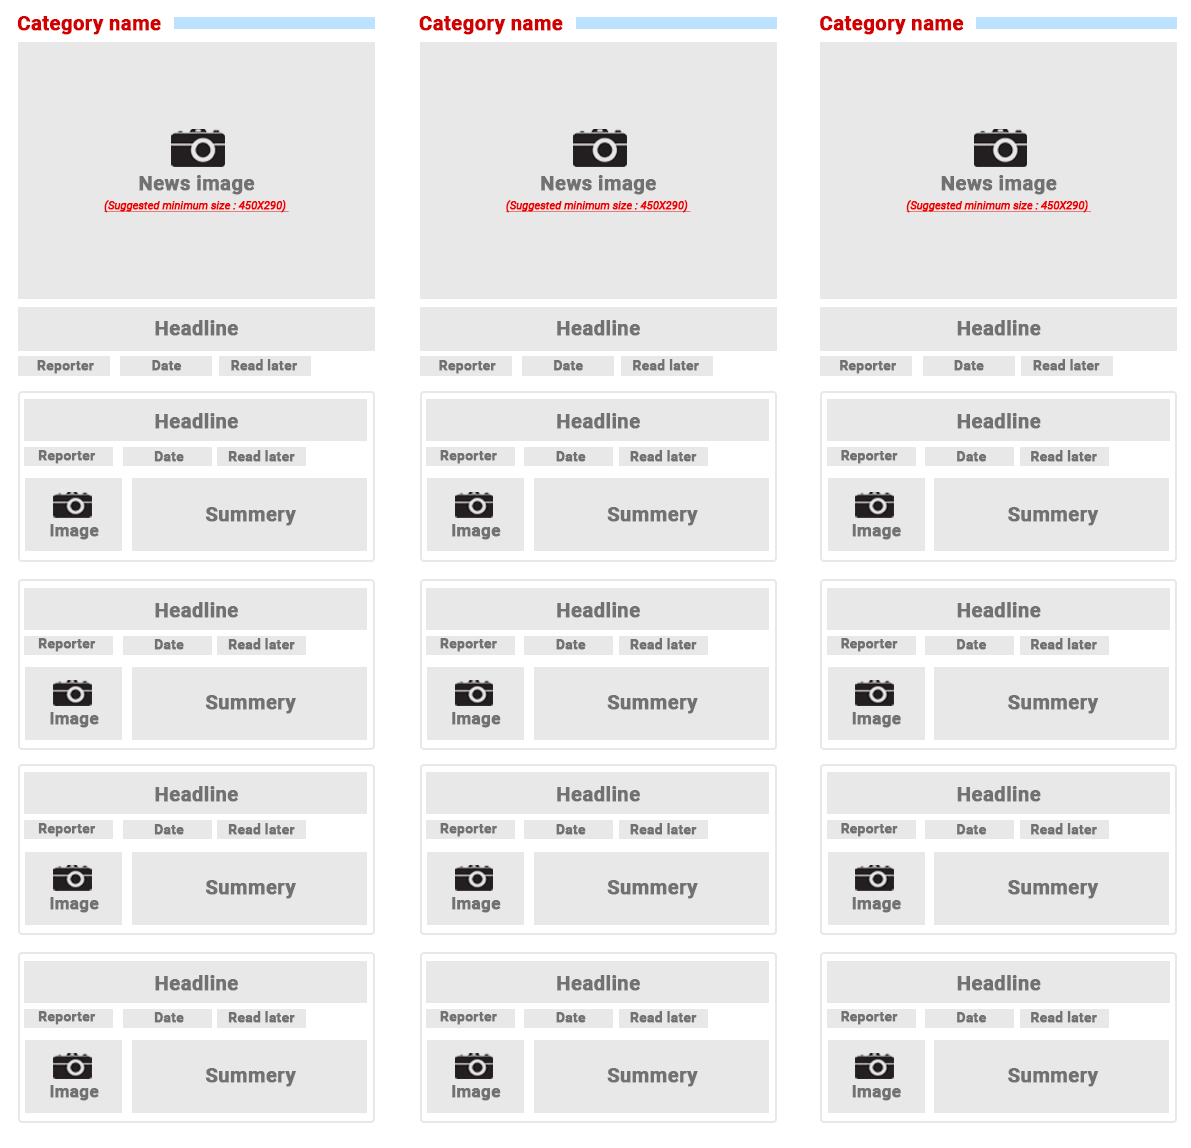 Category name
News image
(Suggested minimum size : 450X290)
Headline
Reporter Date Read later
Headline
Reporter Date Read later
Image Summery
Headline
Reporter Date Read later
Image Summery
Headline
Reporter Date Read later
Image Summery
Headline
Reporter Date Read later
Image Summery
Category name
News image
(Suggested minimum size : 450X290)
Headline
Reporter Date Read later
Headline
Reporter Date Read later
Image Summery
Headline
Reporter Date Read later
Image Summery
Headline
Reporter Date Read later
Image Summery
Headline
Reporter Date Read later
Image Summery
Category name
News image
(Suggested minimum size : 450X290)
Headline
Reporter Date Read later
Headline
Reporter Date Read later
Image Summery
Headline
Reporter Date Read later
Image Summery
Headline
Reporter Date Read later
Image Summery
Headline
Reporter Date Read later
Image Summery